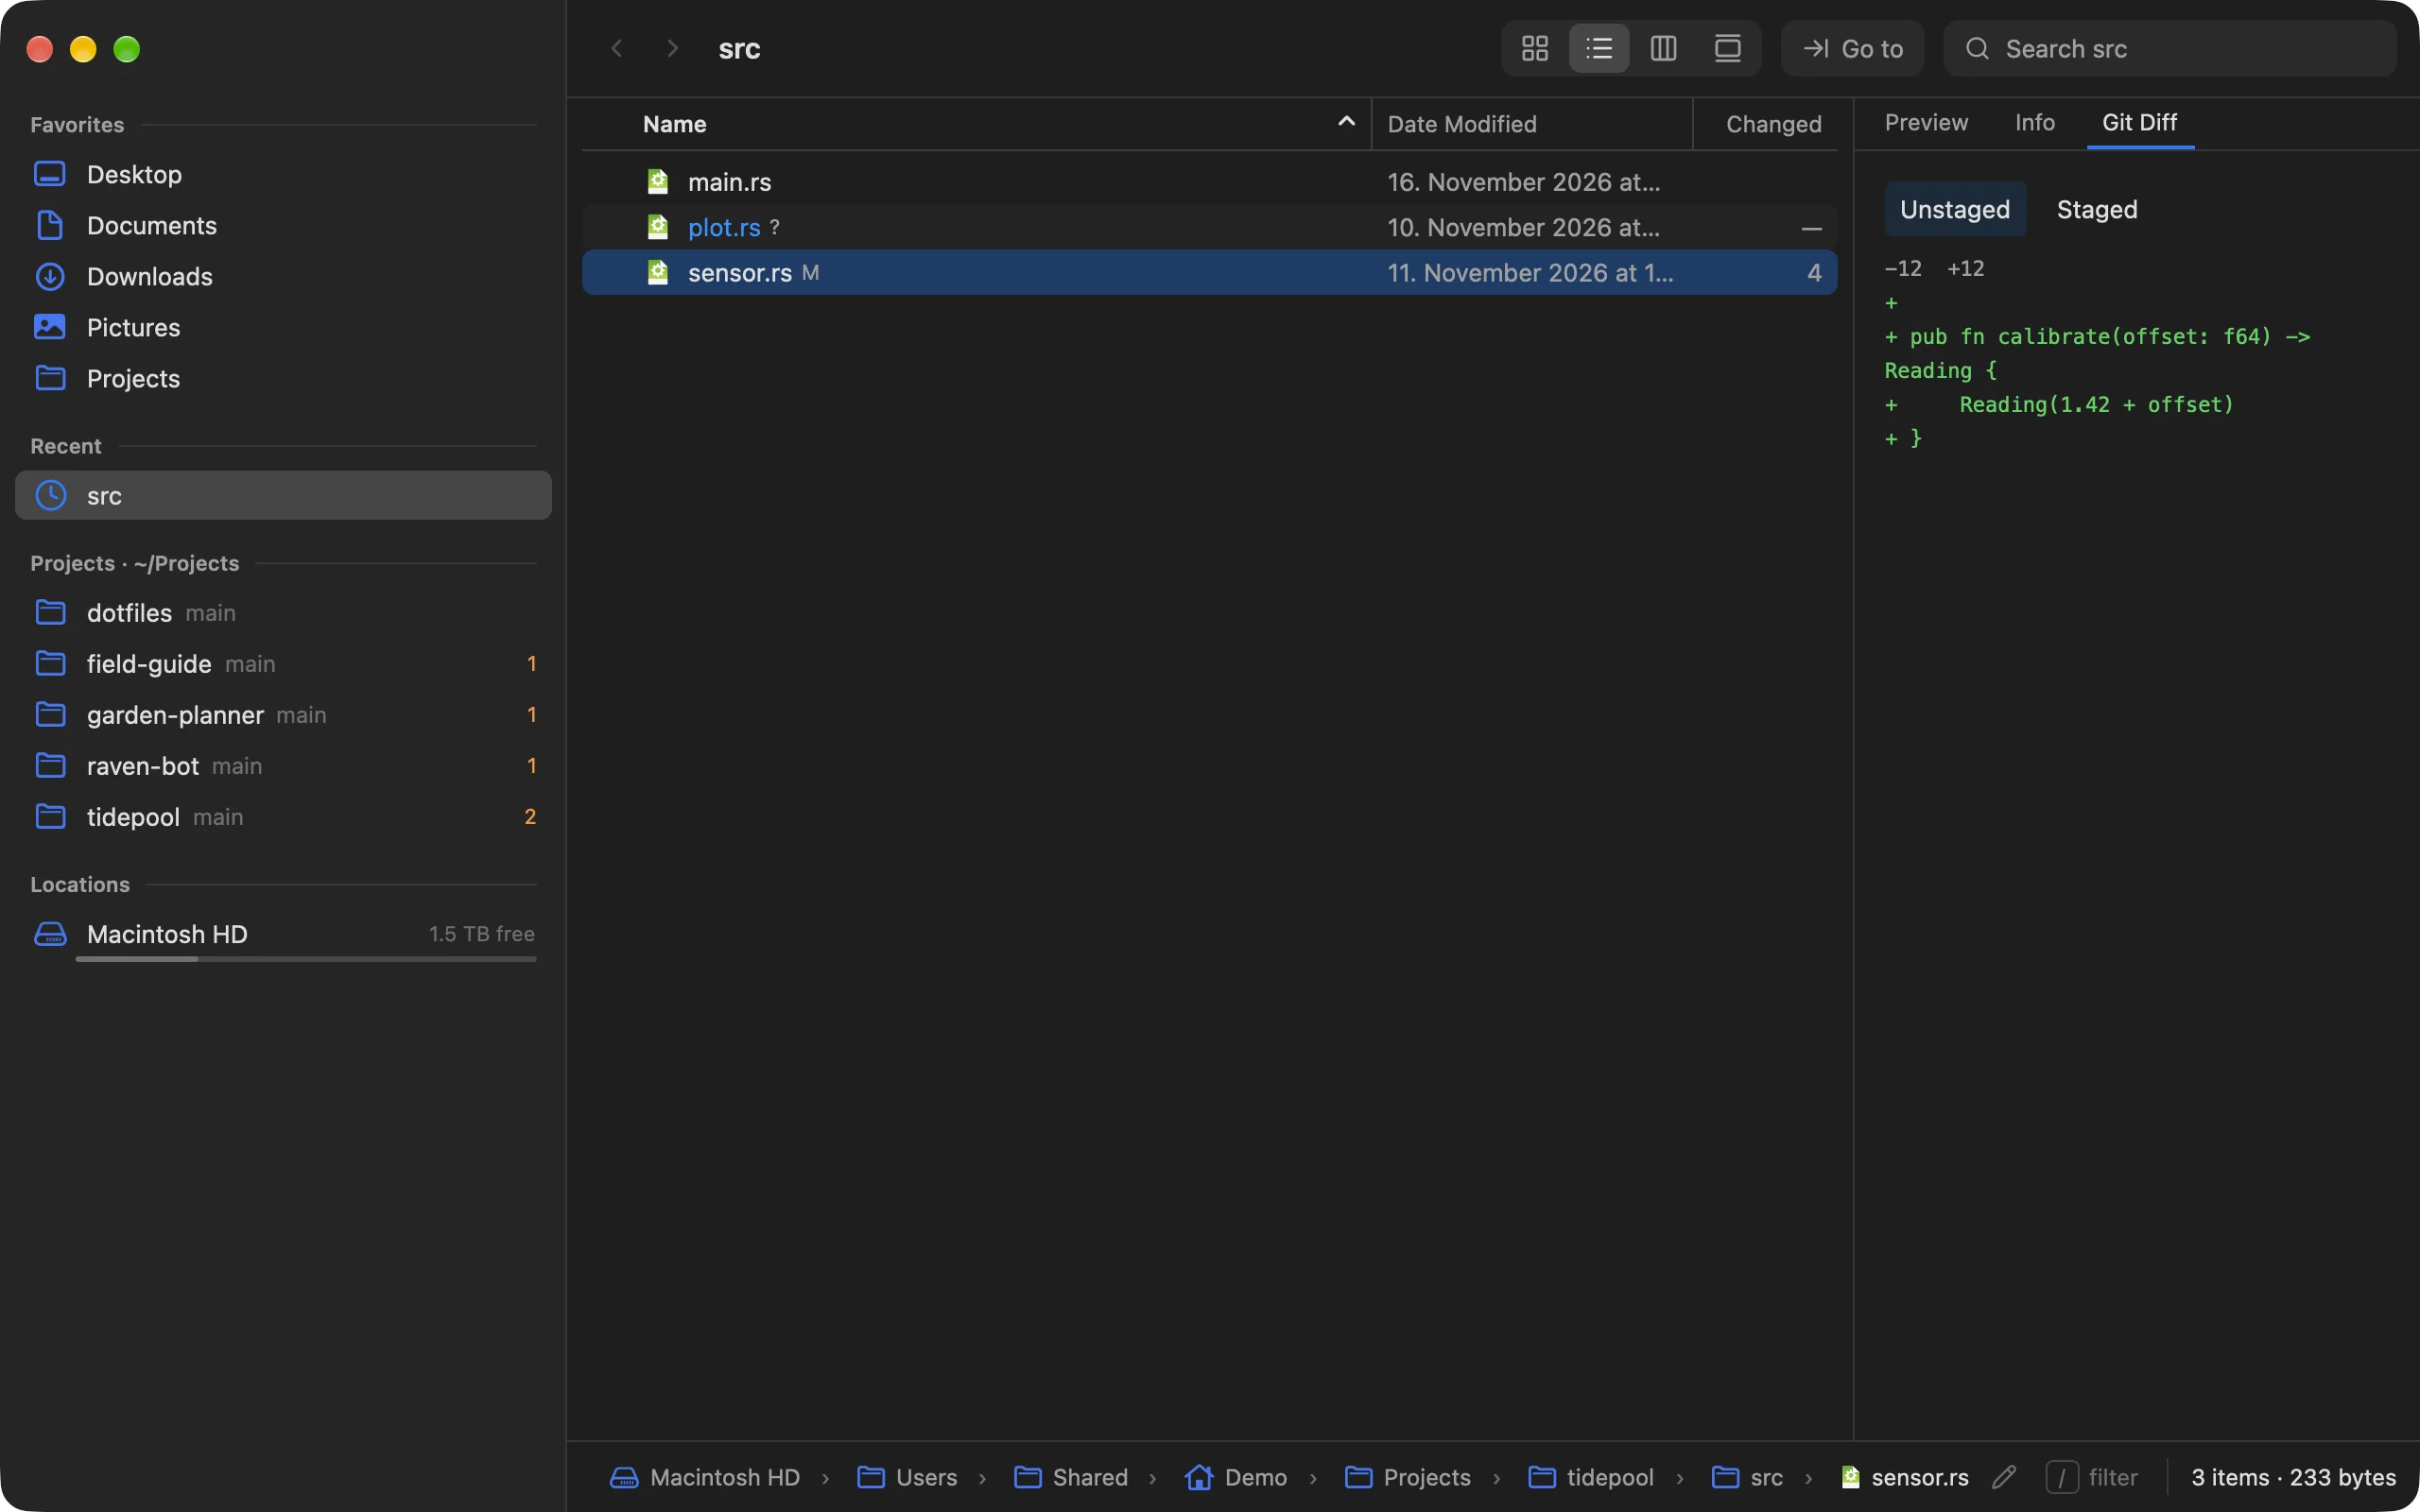 Favorites
Desktop
Documents
Downloads
Pictures
Projects
Recent
src
Projects · ~/Projects
dotfiles main
field-guide main 1
garden-planner main 1
raven-bot main 1
tidepool main 2
Locations
Macintosh HD 1.5 TB free
src
Go to
Search src
Name Date Modified Changed
main.rs 16. November 2026 at...
plot.rs ? 10. November 2026 at... —
sensor.rs M 11. November 2026 at 1... 4
Preview Info Git Diff
Unstaged Staged
−12 +12
+
+ pub fn calibrate(offset: f64) ->
Reading {
+     Reading(1.42 + offset)
+ }
Macintosh HD › Users › Shared › Demo › Projects › tidepool › src › sensor.rs / filter 3 items · 233 bytes